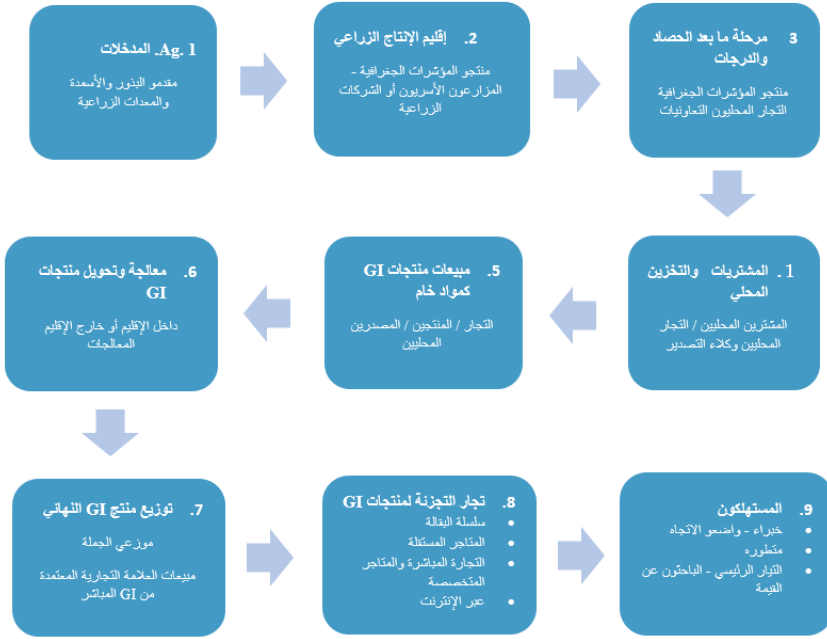 Ag. 1. المدخلات
مقدمو البذور والأسمدة
والمعدات الزراعية
2. إقليم الإنتاج الزراعي
منتجو المؤشرات الجغرافية -
المزارعون الأسريون أو الشركات
الزراعية
3 مرحلة ما بعد الحصاد
والدرجات
منتجو المؤشرات الجغرافية
التجار المحليون التعاونيات
1. المشتريات والتخزين
المحلي
المشترين المحليين / التجار
المحليين وكلاء التصدير
5. مبيعات منتجات GI
كمواد خام
التجار / المنتجين / المصدرين
المحليين
6. معالجة وتحويل منتجات
GI
داخل الإقليم أو خارج الإقليم
المعالجات
7. توزيع منتج GI النهائي
موزعي الجملة
مبيعات العلامة التجارية المعتمدة
من GI المباشر
8. تجار التجزئة لمنتجات GI
• سلسلة البقالة
• المتاجر المستقلة
• التجارة المباشرة والمتاجر
المتخصصة
• عبر الإنترنت
9. المستهلكون
• خبراء - واضعو الاتجاه
• متطوره
• التيار الرئيسي - الباحثون عن
القيمة